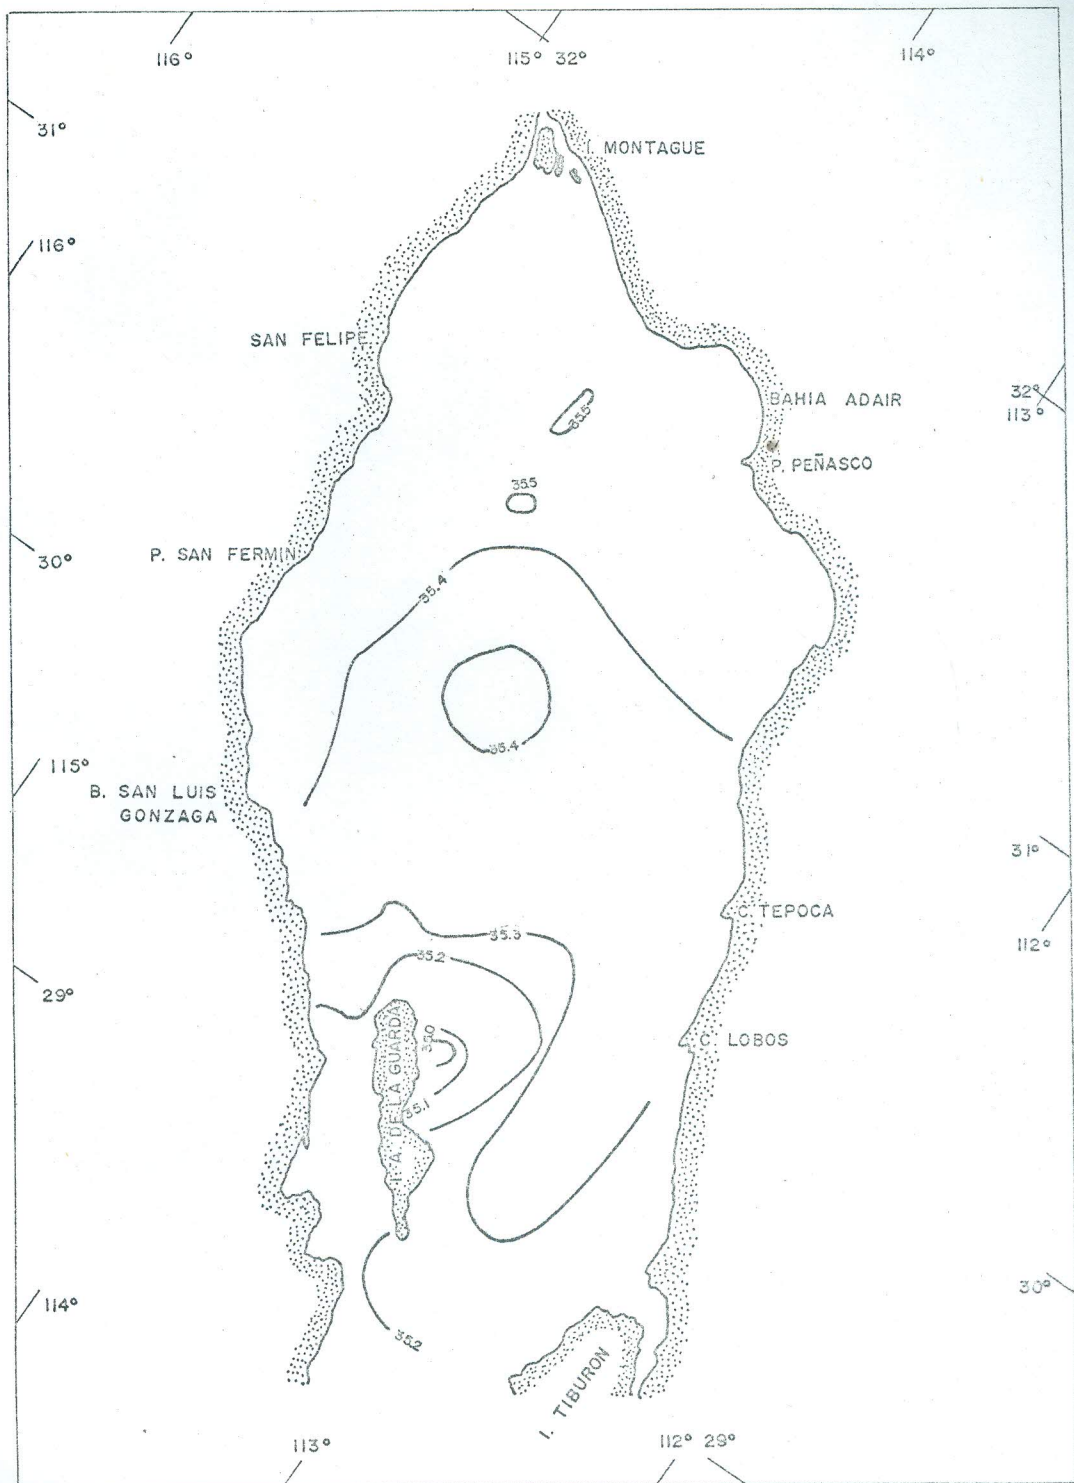 116°
115° 32°
114°
31°
I. MONTAGUE
116°
SAN FELIPE
32°
BAHIA ADAIR
113°
35.5
P. PEÑASCO
35.5
P. SAN FERMIN
30°
35.4
35.4
115°
B. SAN LUIS
GONZAGA
31°
C. TEPOCA
35.3
112°
35.2
29°
35.0
C. LOBOS
35.1
I. A. DE LA GUARDA
30°
114°
35.2
I. TIBURON
113°
112° 29°